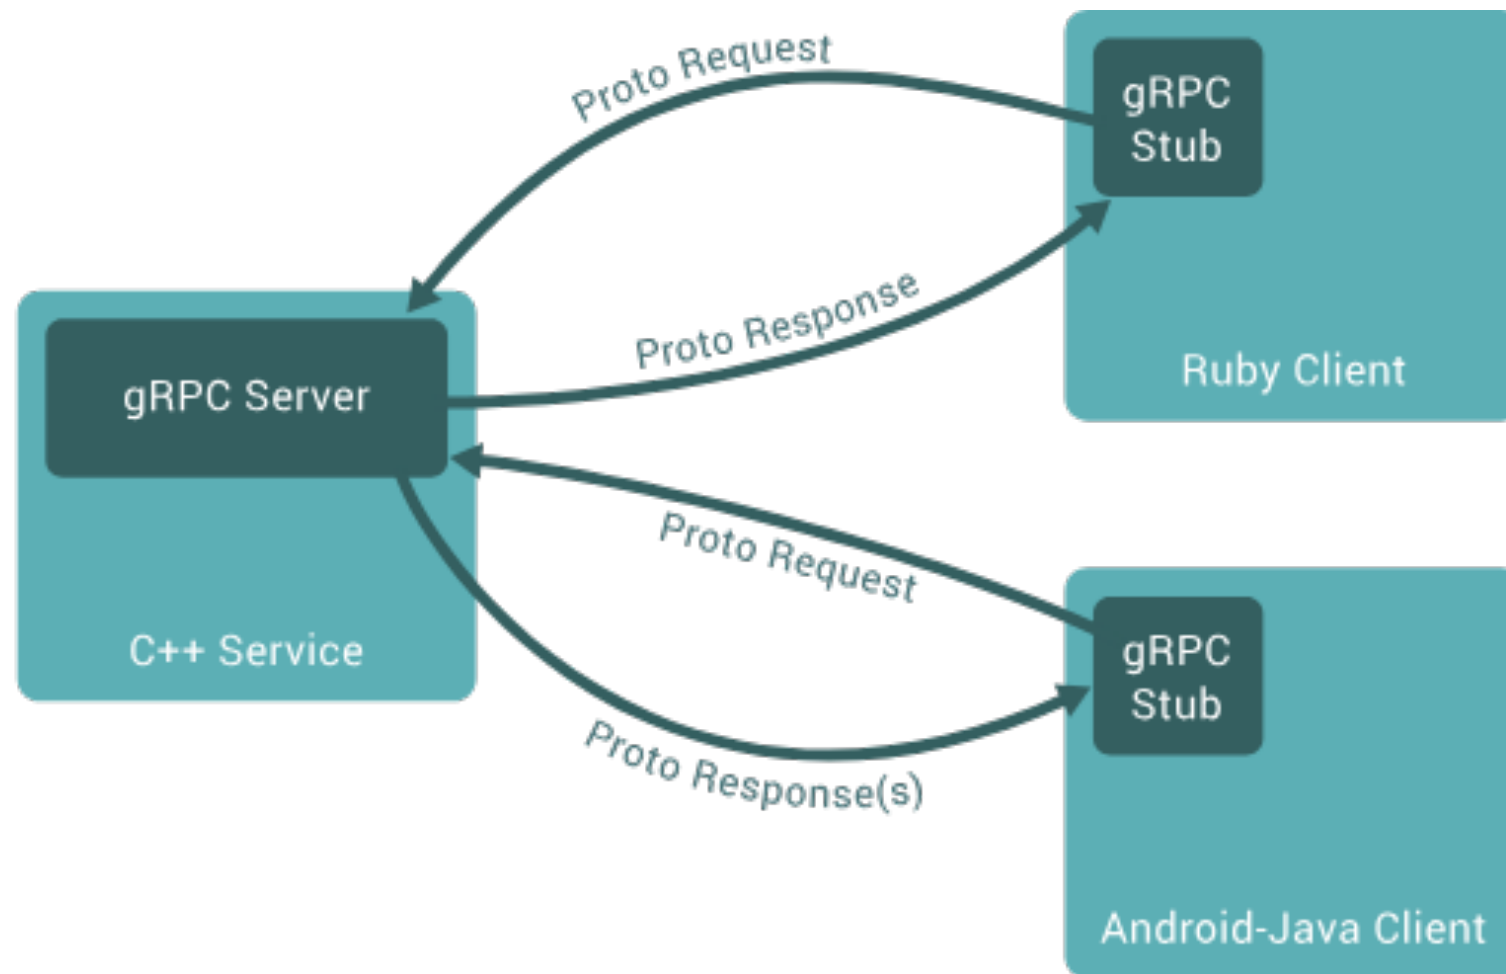 Proto Request
gRPC
Stub
Proto Response
Ruby Client
gRPC Server
C++ Service
Proto Request
gRPC
Stub
Proto Response(s)
Android-Java Client